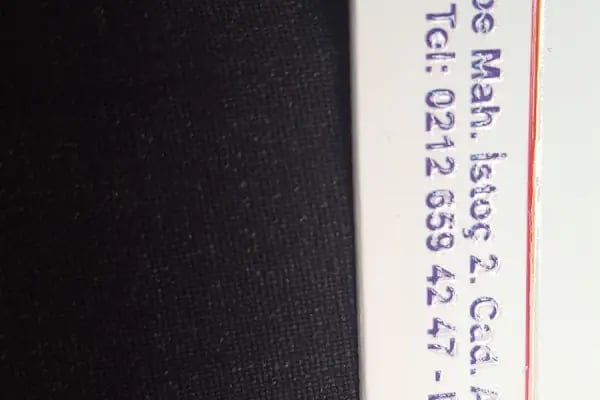 Mah. İstoç 2. Cad. A
Tel: 0212 659 42 47 -